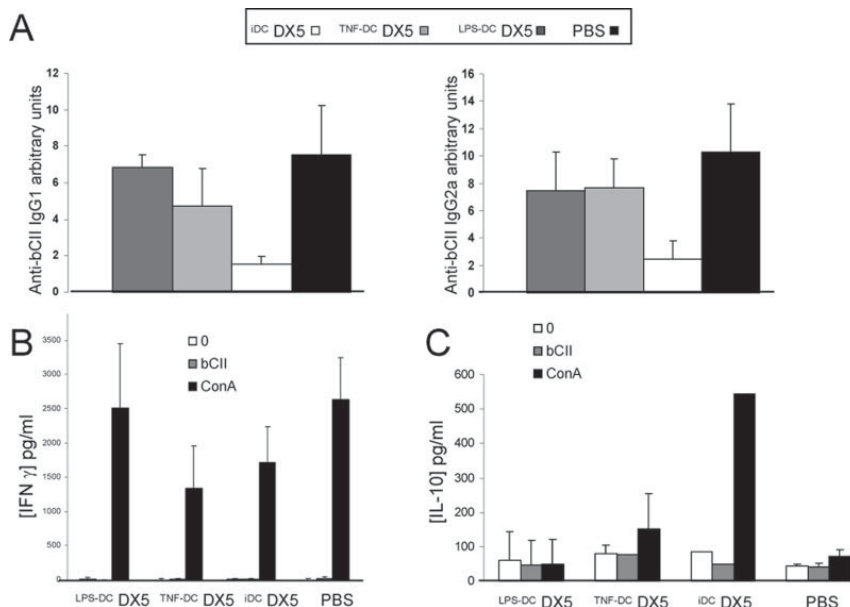 A
iDC DX5 TNF-DC DX5 LPS-DC DX5 PBS
Anti-bCII IgG1 arbitrary units
12
10
8
6
4
2
0
Anti-bCII IgG2a arbitrary units
16
14
12
10
8
6
4
2
0
B
0
bCII
ConA
[IFN γ] pg/ml
3500
3000
2500
2000
1500
1000
500
0
LPS-DC DX5 TNF-DC DX5 iDC DX5 PBS
C
0
bCII
ConA
[IL-10] pg/ml
600
500
400
300
200
100
0
LPS-DC DX5 TNF-DC DX5 iDC DX5 PBS